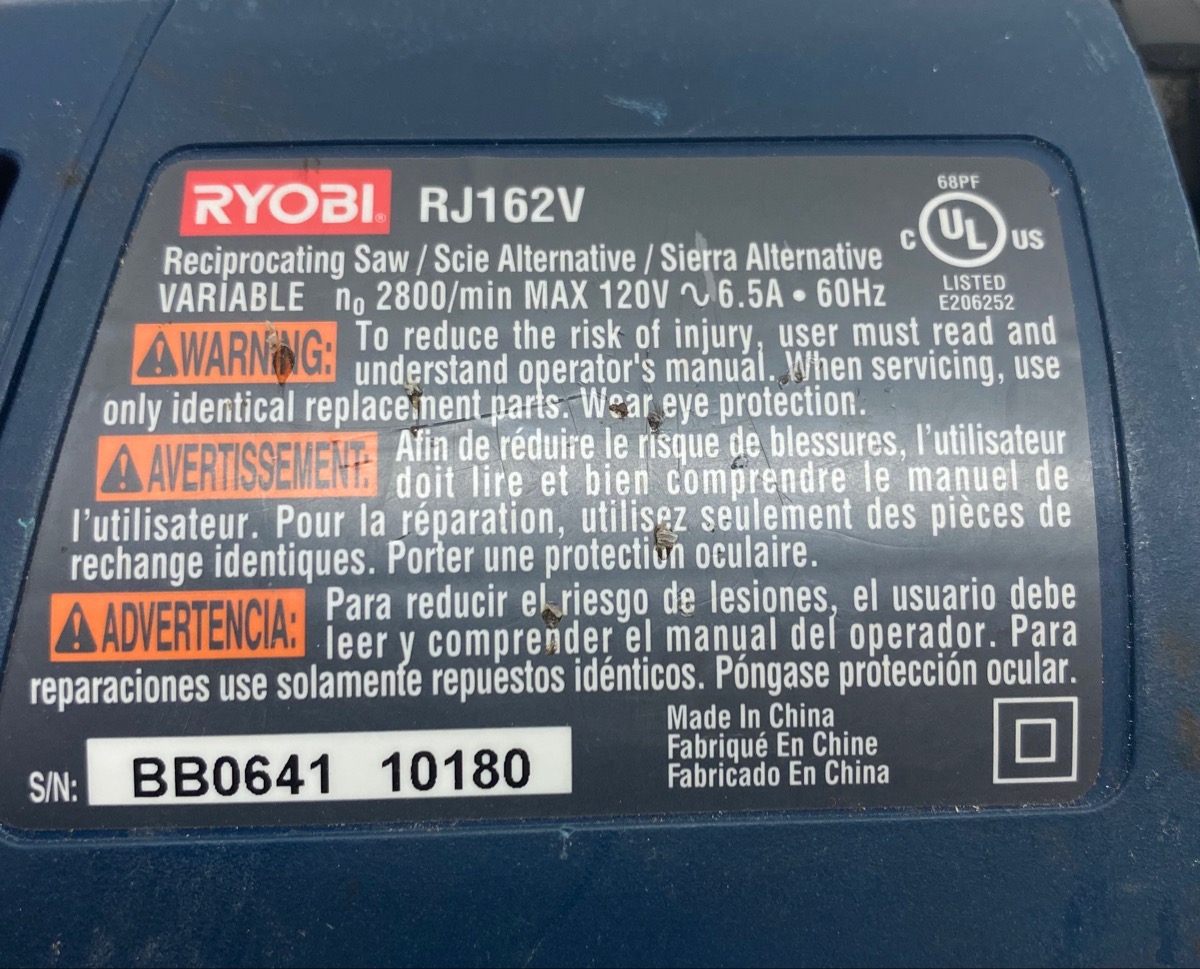 RYOBI® RJ162V
68PF
C UL US
LISTED
E206252
Reciprocating Saw / Scie Alternative / Sierra Alternative
VARIABLE n₀ 2800/min MAX 120V ∿ 6.5A • 60Hz
⚠WARNING: To reduce the risk of injury, user must read and
understand operator's manual. When servicing, use
only identical replacement parts. Wear eye protection.
⚠AVERTISSEMENT: Afin de réduire le risque de blessures, l'utilisateur
doit lire et bien comprendre le manuel de
l'utilisateur. Pour la réparation, utilisez seulement des pièces de
rechange identiques. Porter une protection oculaire.
⚠ADVERTENCIA: Para reducir el riesgo de lesiones, el usuario debe
leer y comprender el manual del operador. Para
reparaciones use solamente repuestos idénticos. Póngase protección ocular.
S/N: BB0641 10180
Made In China
Fabriqué En Chine
Fabricado En China